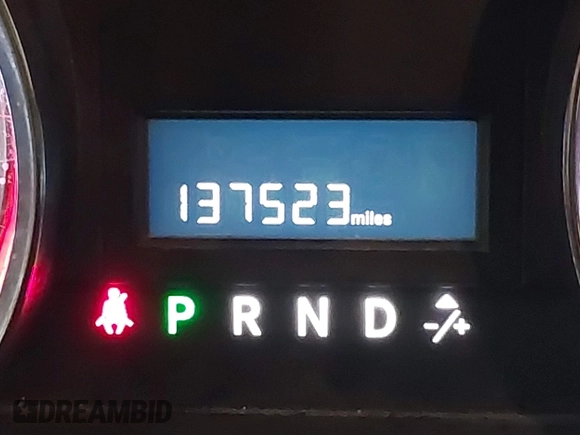 137523 miles
P R N D -/+
DREAMBID